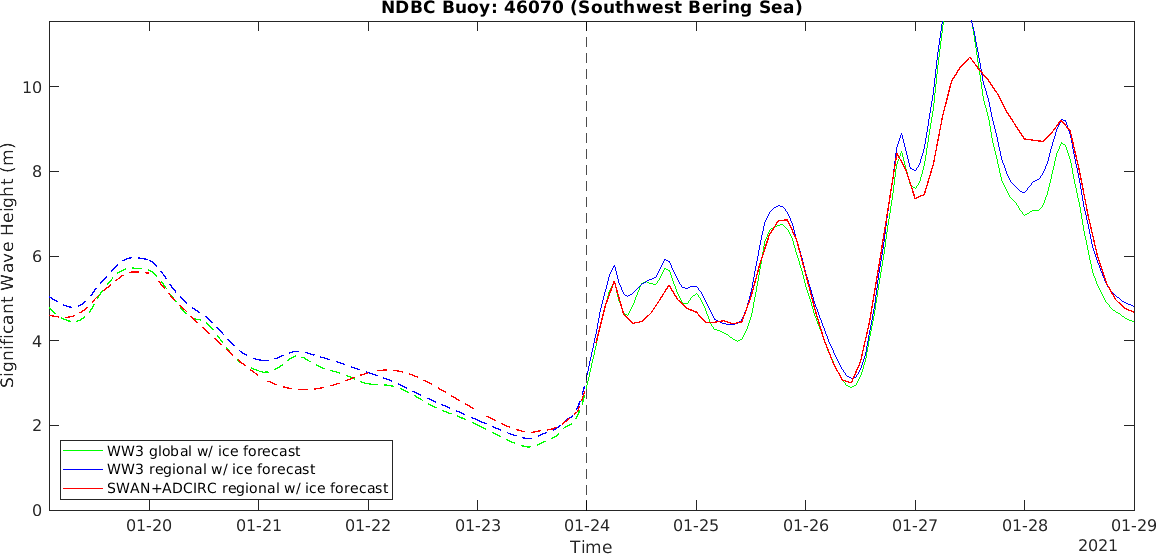 NDBC Buoy: 46070 (Southwest Bering Sea)
Significant Wave Height (m)
10
8
6
4
2
0
WW3 global w/ ice forecast
WW3 regional w/ ice forecast
SWAN+ADCIRC regional w/ ice forecast
01-20 01-21 01-22 01-23 01-24 01-25 01-26 01-27 01-28 01-29
Time
2021